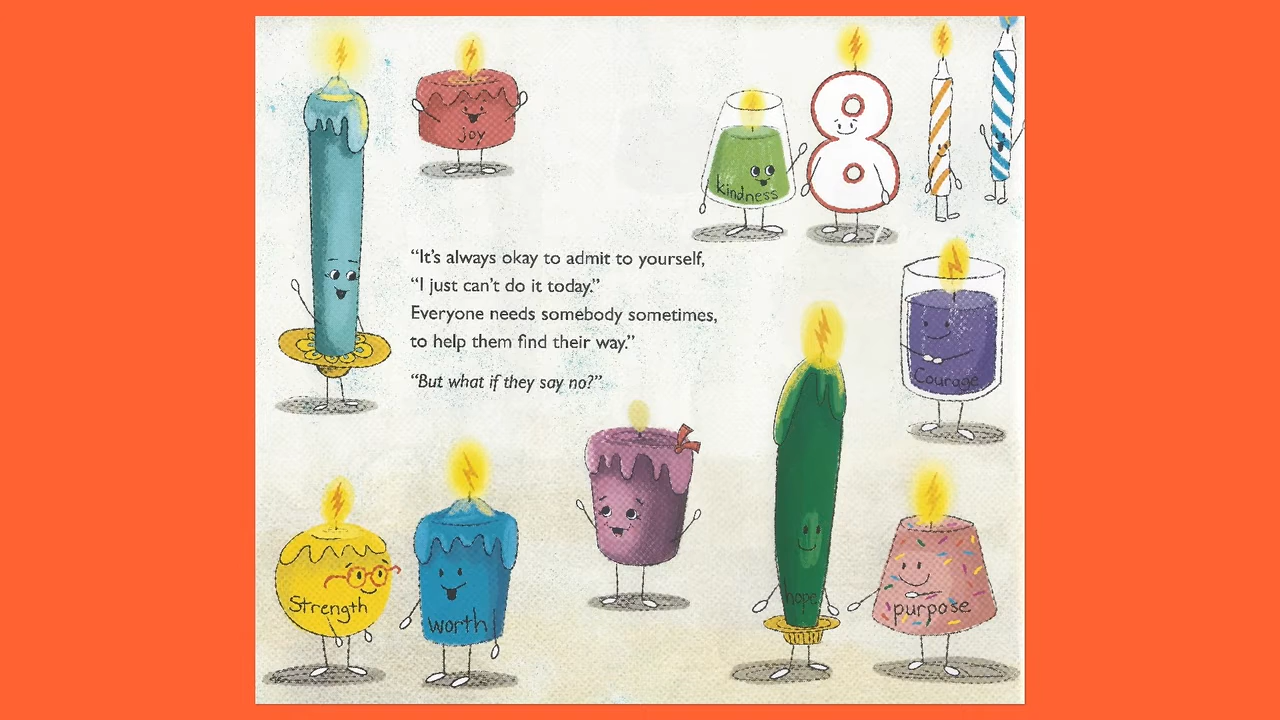 joy
kindness
8
"It's always okay to admit to yourself,
"I just can't do it today."
Everyone needs somebody sometimes,
to help them find their way."
"But what if they say no?"
Courage
Strength
worth
hope
purpose